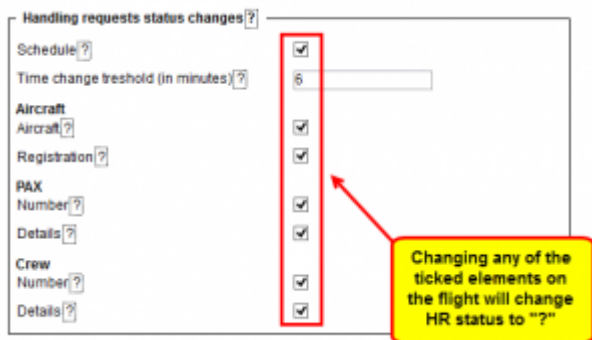 Handling requests status changes ?
Schedule ?
Time change treshold (in minutes) ? 6
Aircraft
Aircraft ?
Registration ?
PAX
Number ?
Details ?
Crew
Number ?
Details ?
Changing any of the
ticked elements on
the flight will change
HR status to "?"